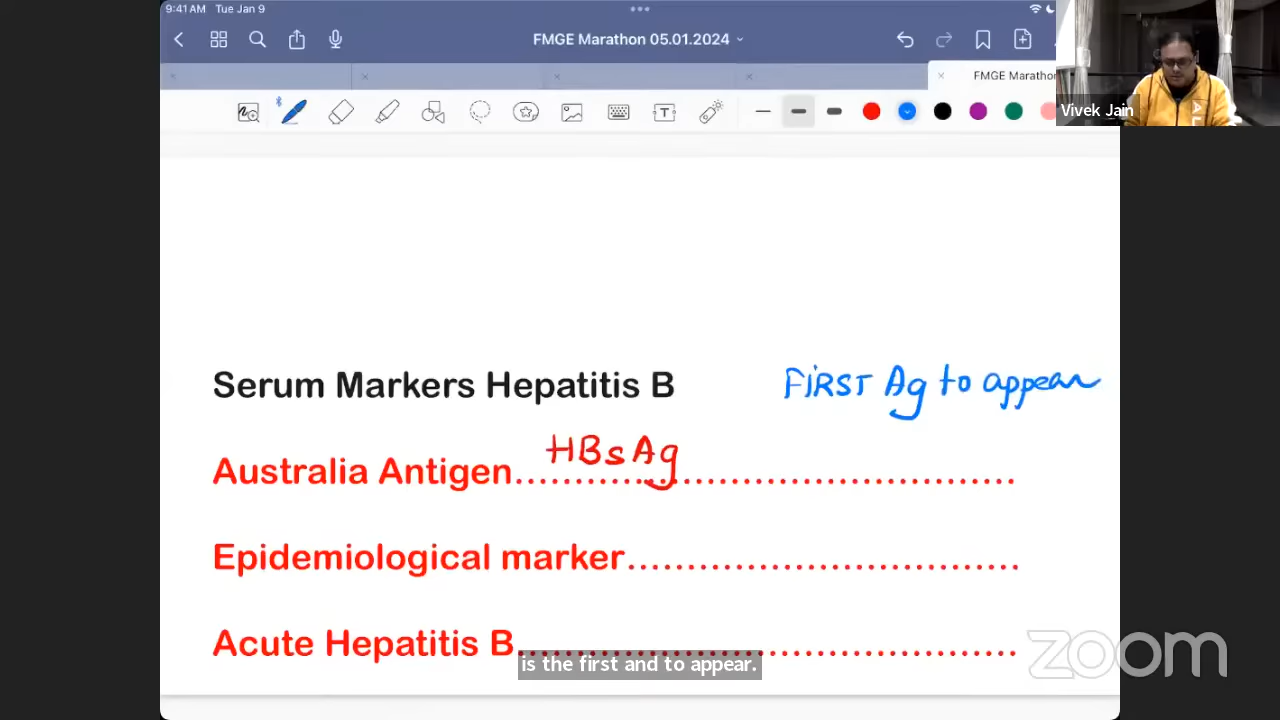 9:41 AM Tue Jan 9
FMGE Marathon 05.01.2024
FMGE Marathon
T
Vivek Jain
Serum Markers Hepatitis B FIRST Ag to appear
HBsAg
Australia Antigen..........................................
Epidemiological marker.................................
Acute Hepatitis B..........................................
is the first and to appear.
zoom